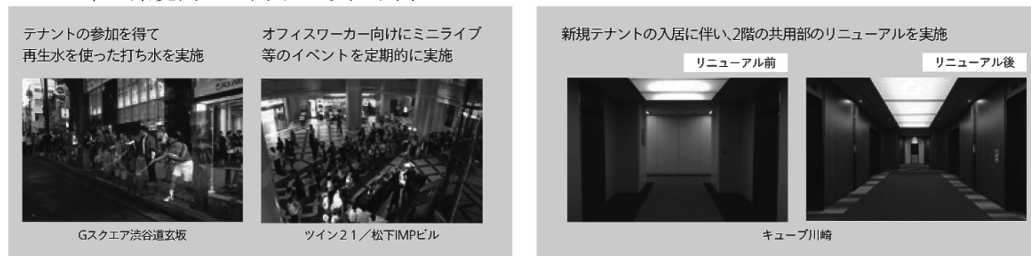 テナントの参加を得て
再生水を使った打ち水を実施
Gスクエア渋谷道玄坂
オフィスワーカー向けにミニライブ
等のイベントを定期的に実施
ツイン２１／松下IMPビル
新規テナントの入居に伴い、2階の共用部のリニューアルを実施
リニューアル前
リニューアル後
キューブ川崎